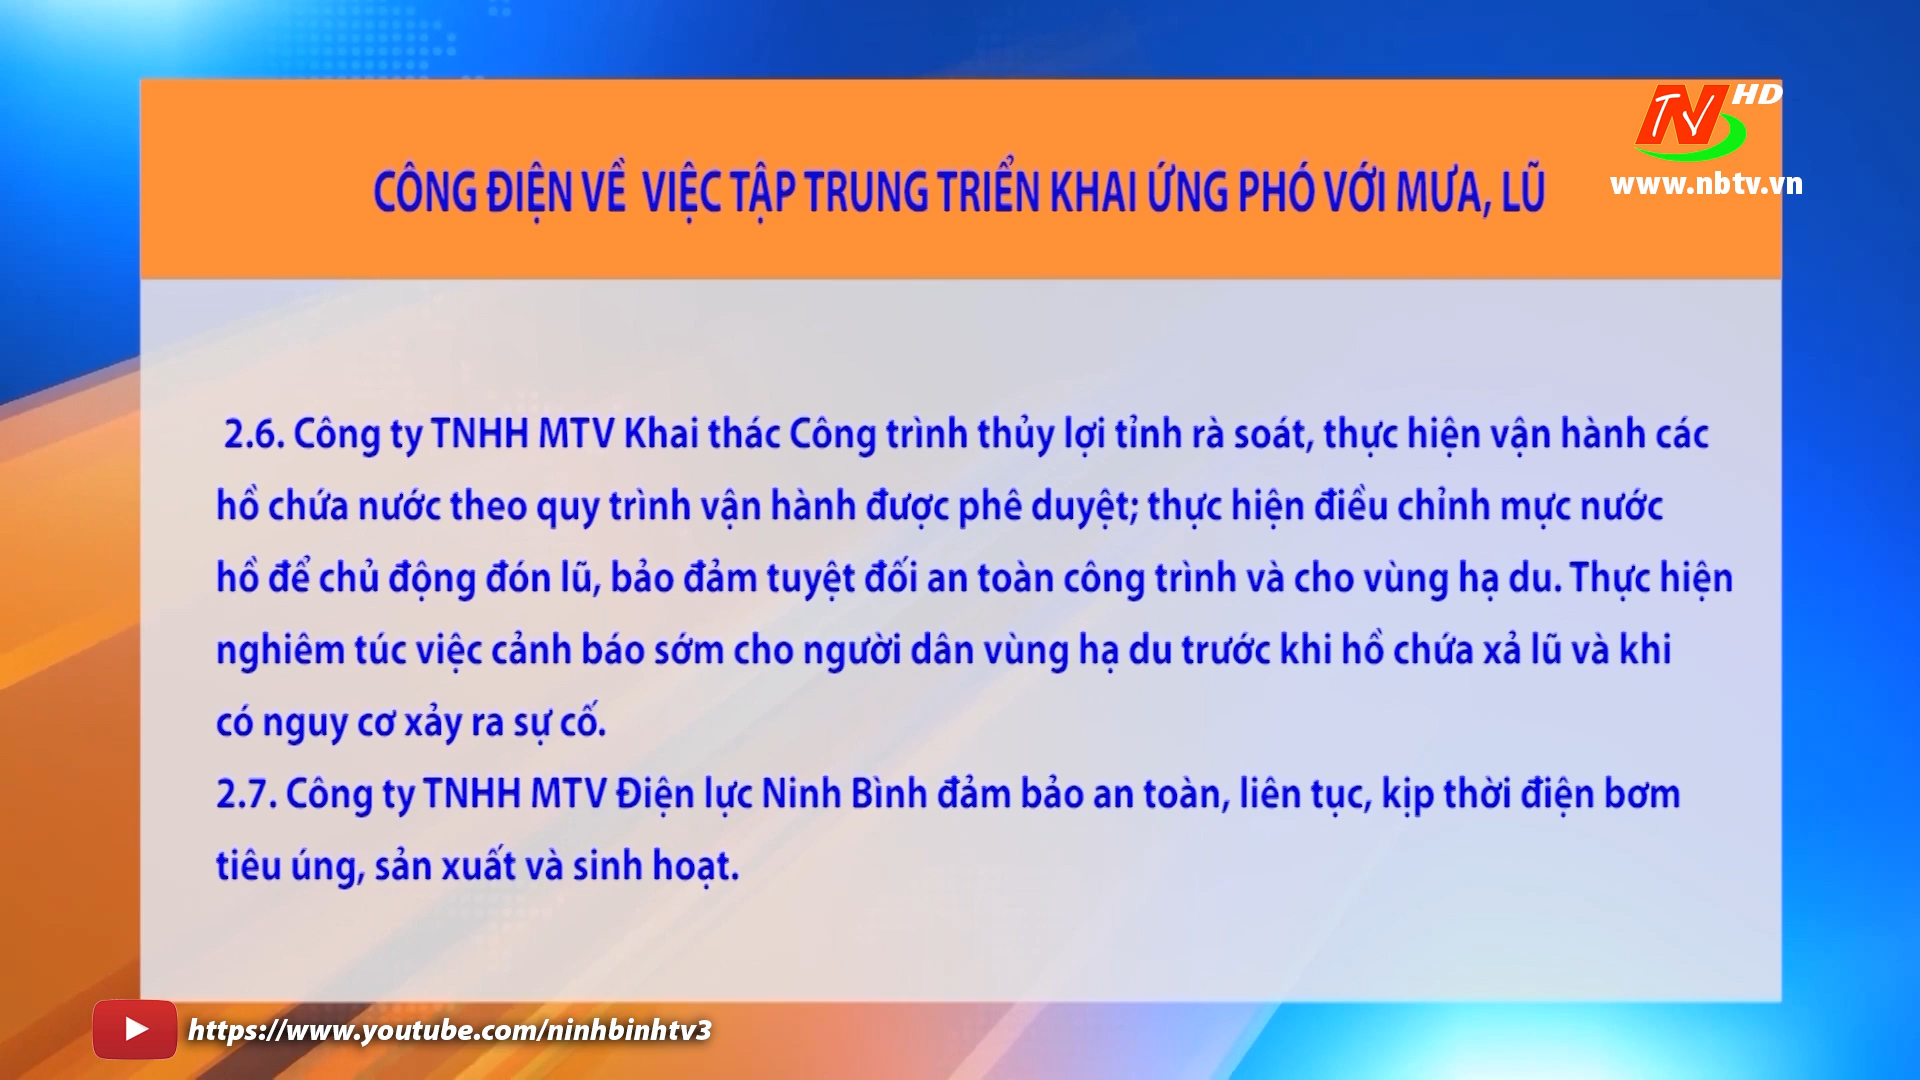 NTV HD
www.nbtv.vn
CÔNG ĐIỆN VỀ VIỆC TẬP TRUNG TRIỂN KHAI ỨNG PHÓ VỚI MƯA, LŨ
2.6. Công ty TNHH MTV Khai thác Công trình thủy lợi tỉnh rà soát, thực hiện vận hành các
hồ chứa nước theo quy trình vận hành được phê duyệt; thực hiện điều chỉnh mực nước
hồ để chủ động đón lũ, bảo đảm tuyệt đối an toàn công trình và cho vùng hạ du. Thực hiện
nghiêm túc việc cảnh báo sớm cho người dân vùng hạ du trước khi hồ chứa xả lũ và khi
có nguy cơ xảy ra sự cố.
2.7. Công ty TNHH MTV Điện lực Ninh Bình đảm bảo an toàn, liên tục, kịp thời điện bơm
tiêu úng, sản xuất và sinh hoạt.
https://www.youtube.com/ninhbinhtv3